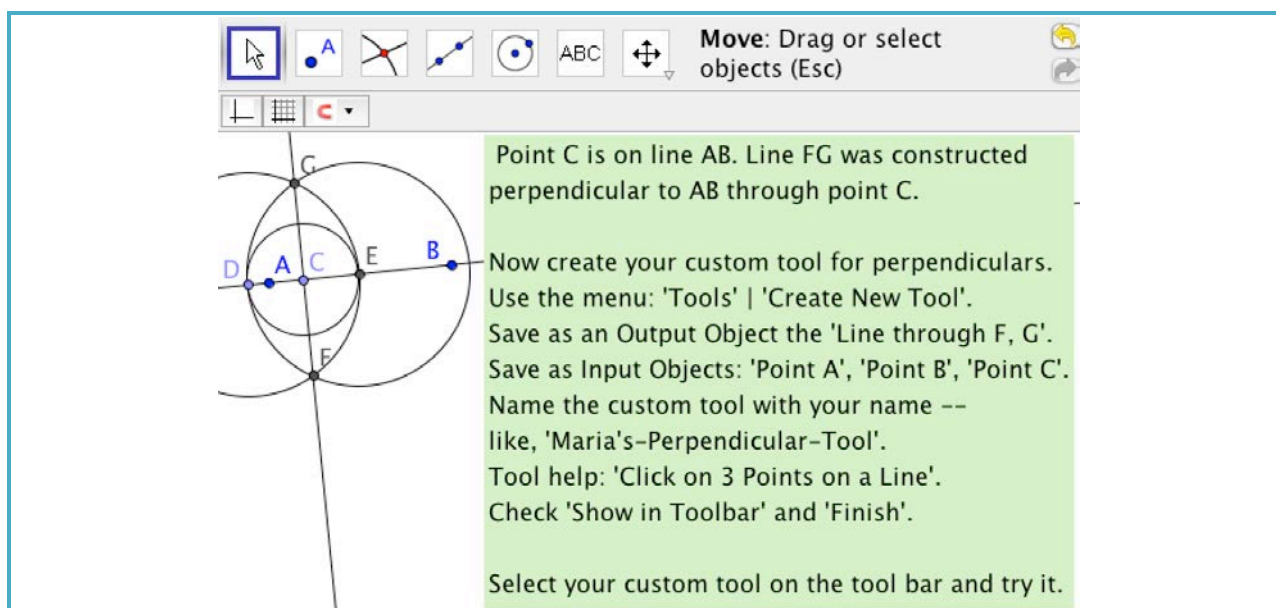 A
ABC
Move: Drag or select
objects (Esc)
G
Point C is on line AB. Line FG was constructed
perpendicular to AB through point C.
D
A
C
E
B
F
Now create your custom tool for perpendiculars.
Use the menu: 'Tools' | 'Create New Tool'.
Save as an Output Object the 'Line through F, G'.
Save as Input Objects: 'Point A', 'Point B', 'Point C'.
Name the custom tool with your name --
like, 'Maria's-Perpendicular-Tool'.
Tool help: 'Click on 3 Points on a Line'.
Check 'Show in Toolbar' and 'Finish'.
Select your custom tool on the tool bar and try it.